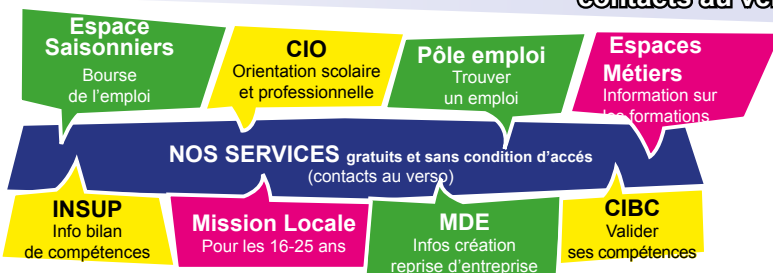 contacts au ver
Espace
Saisonniers
Bourse
de l'emploi
CIO
Orientation scolaire
et professionnelle
Pôle emploi
Trouver
un emploi
Espaces
Métiers
Information sur
les formations
NOS SERVICES gratuits et sans condition d'accés
(contacts au verso)
INSUP
Info bilan
de compétences
Mission Locale
Pour les 16-25 ans
MDE
Infos création
reprise d'entreprise
CIBC
Valider
ses compétences